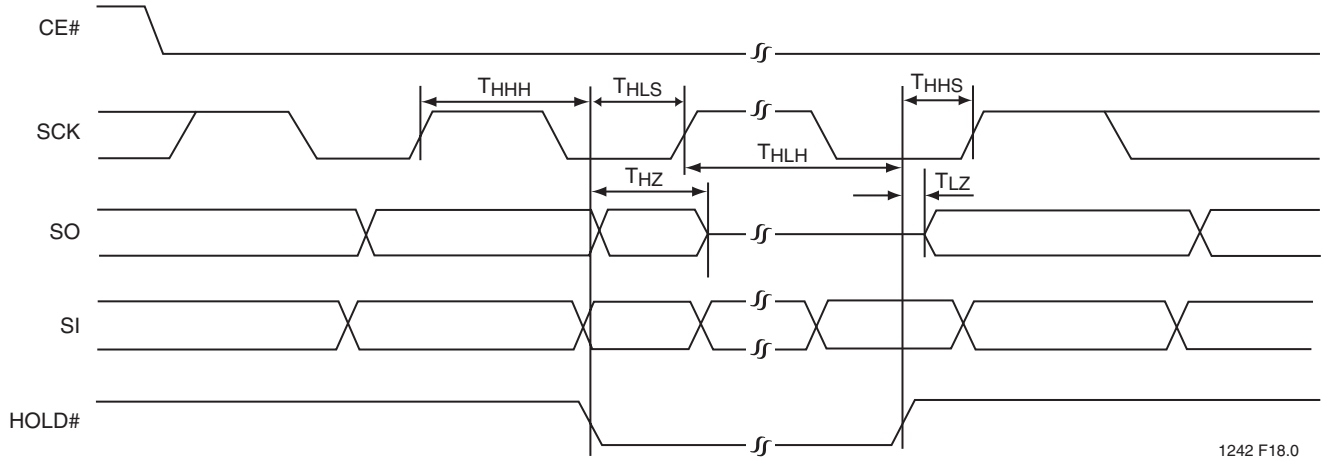 CE#
THHH THLS THHS
SCK
THLH
THZ TLZ
SO
SI
HOLD#
1242 F18.0